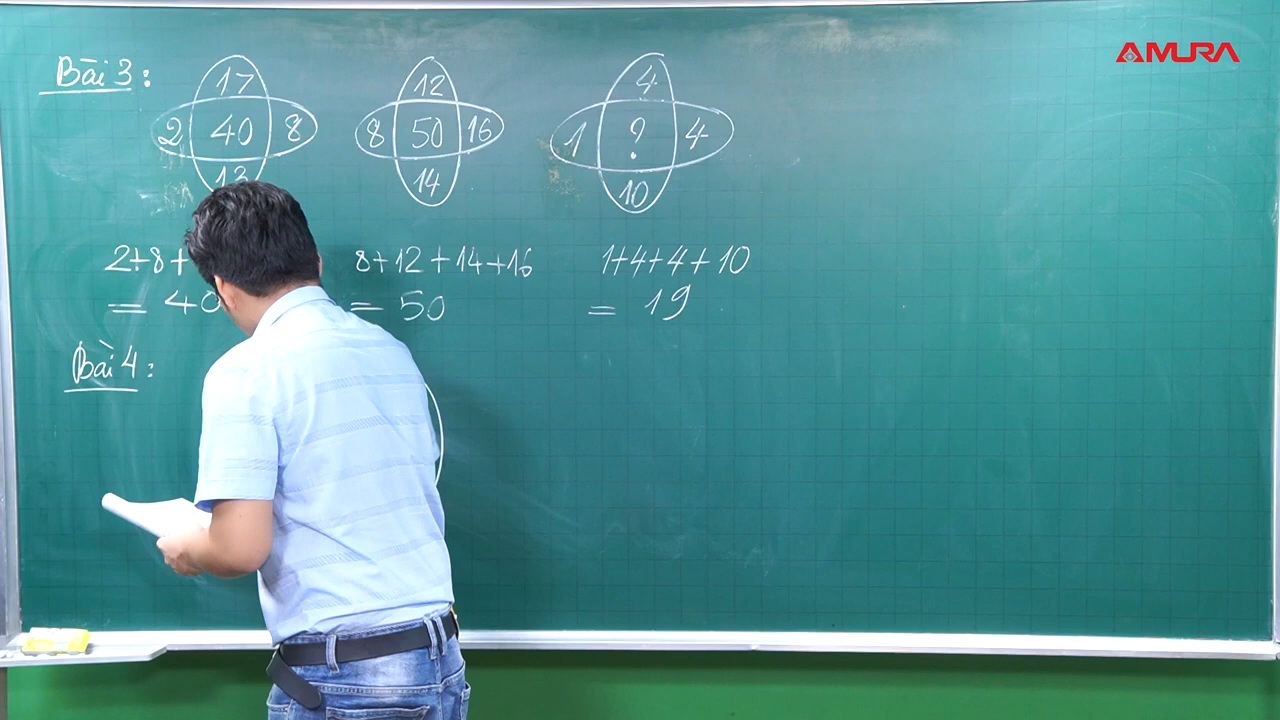 AMURA
Bài 3:
17 12 4
2 40 8 8 50 16 1 ? 4
13 14 10
2+8+ 8+12+14+16 1+4+4+10
= 40 = 50 = 19
Bài 4: